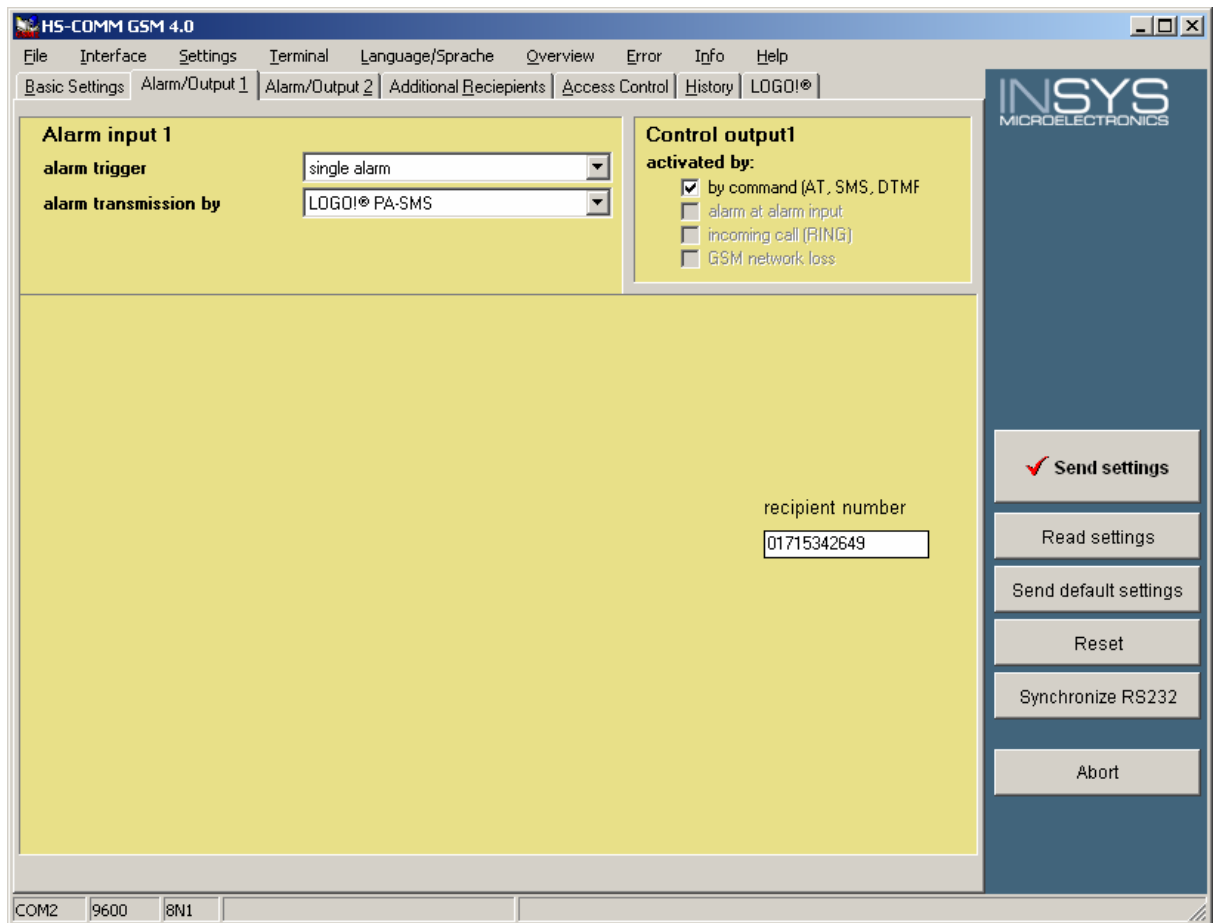 HS-COMM GSM 4.0
File Interface Settings Terminal Language/Sprache Overview Error Info Help
Basic Settings Alarm/Output 1 Alarm/Output 2 Additional Reciepients Access Control History LOGO!®
INSYS
MICROELECTRONICS
Alarm input 1
alarm trigger single alarm
alarm transmission by LOGO!® PA-SMS
Control output1
activated by:
by command (AT, SMS, DTMF
alarm at alarm input
incoming call (RING)
GSM network loss
recipient number
01715342649
Send settings
Read settings
Send default settings
Reset
Synchronize RS232
Abort
COM2 9600 8N1